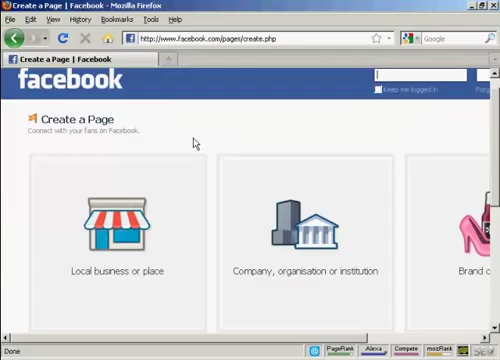 Create a Page | Facebook - Mozilla Firefox
File Edit View History Bookmarks Tools Help
http://www.facebook.com/pages/create.php
Google
Create a Page | Facebook
facebook
Keep me logged in
Create a Page
Connect with your fans on Facebook.
Local business or place
Company, organisation or institution
Brand
Done
PageRank
Alexa
Compete
mozRank
SEO